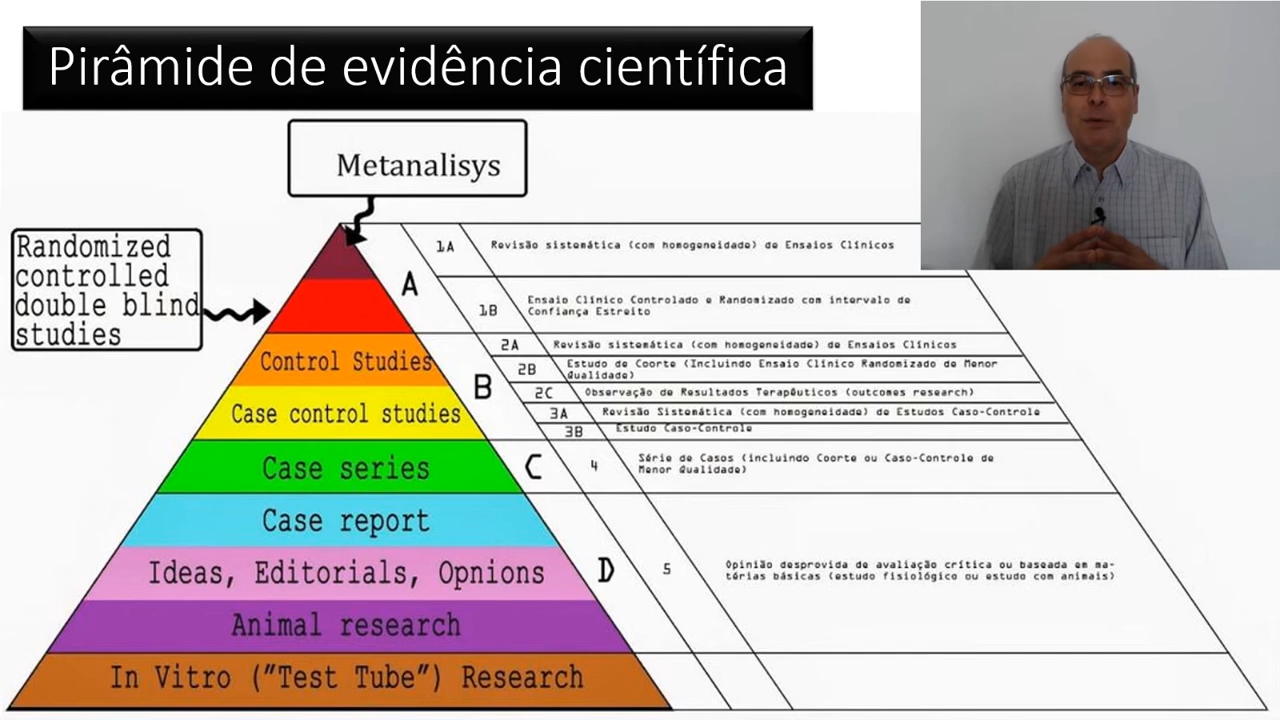 Pirâmide de evidência científica
Metanalisys
Randomized
controlled
double blind
studies
A
1A
Revisão sistemática (com homogeneidade) de Ensaios Clínicos
1B
Ensaio Clínico Controlado e Randomizado com intervalo de
Confiança Estreito
Control Studies
Case control studies
B
2A
Revisão sistemática (com homogeneidade) de Ensaios Clínicos
2B
Estudo de Coorte (Incluindo Ensaio Clínico Randomizado de Menor
Qualidade)
2C
Observação de Resultados Terapêuticos (outcomes research)
3A
Revisão Sistemática (com homogeneidade) de Estudos Caso-Controle
3B
Estudo Caso-Controle
Case series
C
4
Série de Casos (incluindo Coorte ou Caso-Controle de
Menor Qualidade)
Case report
Ideas, Editorials, Opnions
Animal research
D
5
Opinião desprovida de avaliação crítica ou baseada em ma-
térias básicas (estudo fisiológico ou estudo com animais)
In Vitro ("Test Tube") Research